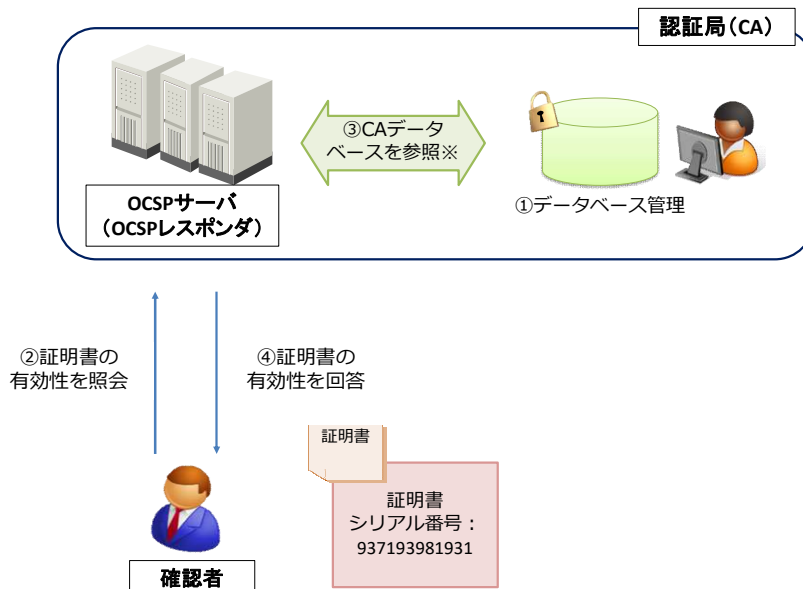 認証局（CA）
③CAデータ
ベースを参照※
OCSPサーバ
（OCSPレスポンダ）
①データベース管理
②証明書の
有効性を照会
④証明書の
有効性を回答
証明書
証明書
シリアル番号：
937193981931
確認者